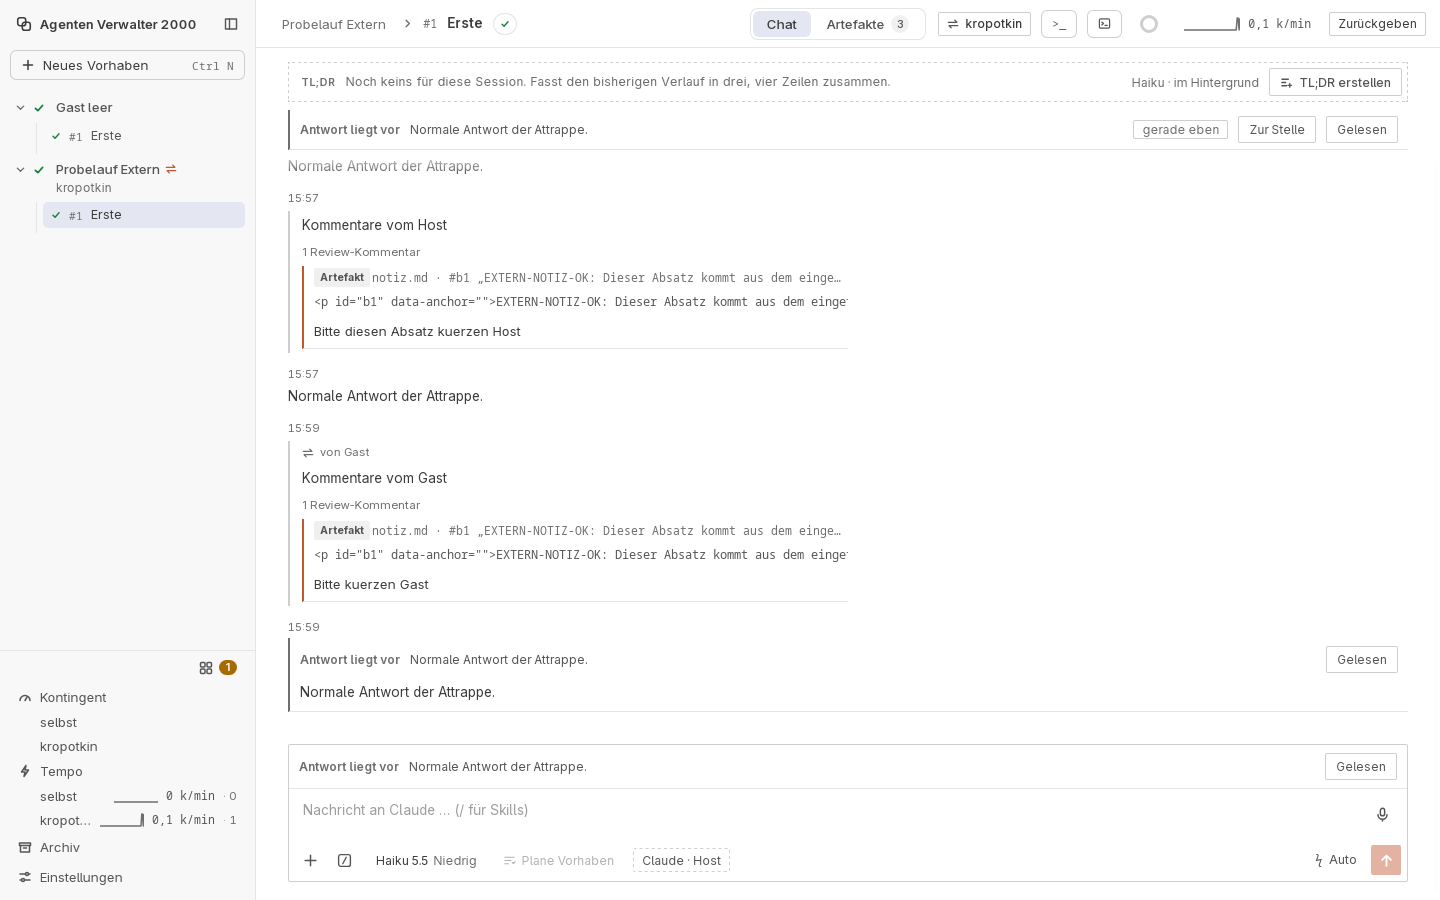 Agenten Verwalter 2000
Neues Vorhaben Ctrl N
Gast leer
#1 Erste
Probelauf Extern
kropotkin
#1 Erste
1
Kontingent
selbst
kropotkin
Tempo
selbst 0 k/min · 0
kropot… 0,1 k/min · 1
Archiv
Einstellungen
Probelauf Extern > #1 Erste
Chat Artefakte 3 kropotkin >_ 0,1 k/min Zurückgeben
TL;DR Noch keins für diese Session. Fasst den bisherigen Verlauf in drei, vier Zeilen zusammen. Haiku · im Hintergrund TL;DR erstellen
Antwort liegt vor Normale Antwort der Attrappe. gerade eben Zur Stelle Gelesen
Normale Antwort der Attrappe.
15:57
Kommentare vom Host
1 Review-Kommentar
Artefakt notiz.md · #b1 „EXTERN-NOTIZ-OK: Dieser Absatz kommt aus dem einge…
<p id="b1" data-anchor="">EXTERN-NOTIZ-OK: Dieser Absatz kommt aus dem einge
Bitte diesen Absatz kuerzen Host
15:57
Normale Antwort der Attrappe.
15:59
von Gast
Kommentare vom Gast
1 Review-Kommentar
Artefakt notiz.md · #b1 „EXTERN-NOTIZ-OK: Dieser Absatz kommt aus dem einge…
<p id="b1" data-anchor="">EXTERN-NOTIZ-OK: Dieser Absatz kommt aus dem einge
Bitte kuerzen Gast
15:59
Antwort liegt vor Normale Antwort der Attrappe. Gelesen
Normale Antwort der Attrappe.
Antwort liegt vor Normale Antwort der Attrappe. Gelesen
Nachricht an Claude … (/ für Skills)
Haiku 5.5 Niedrig Plane Vorhaben Claude · Host Auto